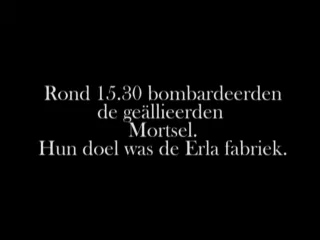 Rond 15.30 bombardeerden
de geällieerden
Mortsel.
Hun doel was de Erla fabriek.